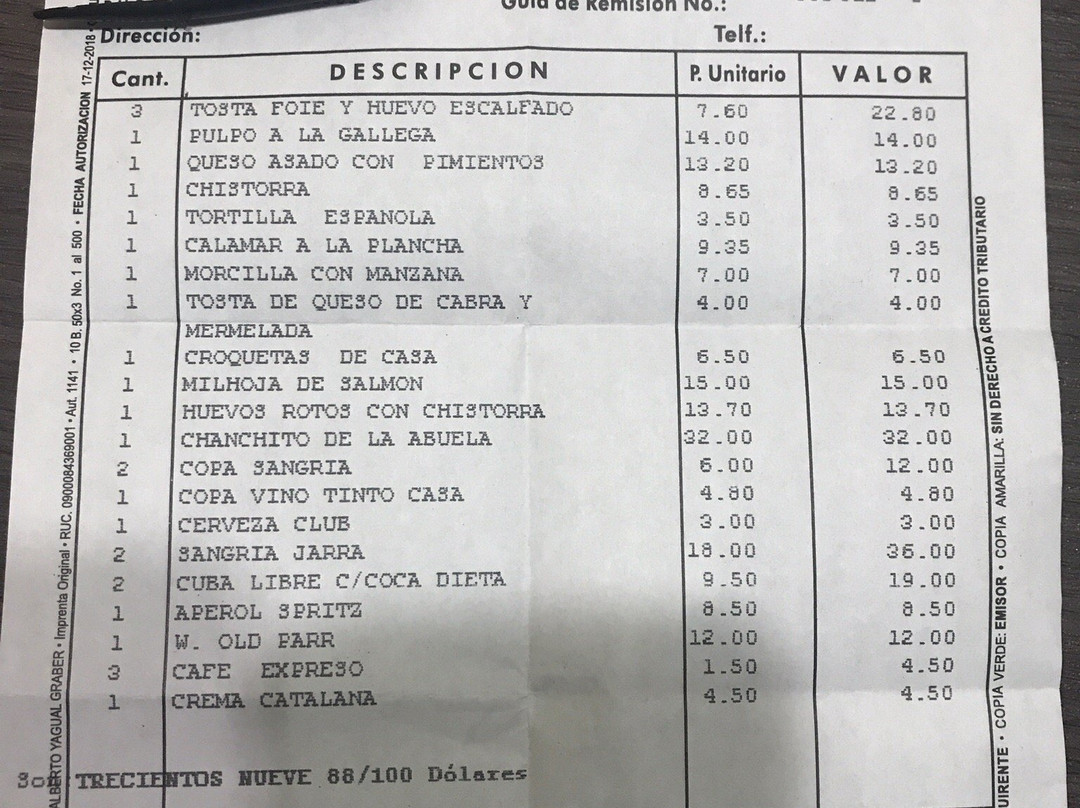 Guía de Remisión No.:
Dirección: Telf.:
Cant. DESCRIPCION P. Unitario VALOR
3 TOSTA FOIE Y HUEVO ESCALFADO 7.60 22.80
1 PULPO A LA GALLEGA 14.00 14.00
1 QUESO ASADO CON PIMIENTOS 13.20 13.20
1 CHISTORRA 8.65 8.65
1 TORTILLA ESPANOLA 3.50 3.50
1 CALAMAR A LA PLANCHA 9.35 9.35
1 MORCILLA CON MANZANA 7.00 7.00
1 TOSTA DE QUESO DE CABRA Y 4.00 4.00
MERMELADA
1 CROQUETAS DE CASA 6.50 6.50
1 MILHOJA DE SALMON 15.00 15.00
1 HUEVOS ROTOS CON CHISTORRA 13.70 13.70
1 CHANCHITO DE LA ABUELA 32.00 32.00
2 COPA SANGRIA 6.00 12.00
1 COPA VINO TINTO CASA 4.80 4.80
1 CERVEZA CLUB 3.00 3.00
2 SANGRIA JARRA 18.00 36.00
2 CUBA LIBRE C/COCA DIETA 9.50 19.00
1 APEROL SPRITZ 8.50 8.50
1 W. OLD PARR 12.00 12.00
3 CAFE EXPRESO 1.50 4.50
1 CREMA CATALANA 4.50 4.50
Son TRECIENTOS NUEVE 88/100 Dólares
ALBERTO YAGUAL GRABER • Imprenta Original • RUC. 0900084369001 • Aut. 1141 • 10 B. 50x3 No. 1 al 500 • FECHA AUTORIZACION 17-12-2018 •
COPIA VERDE: EMISOR • COPIA AMARILLA: SIN DERECHO A CREDITO TRIBUTARIO